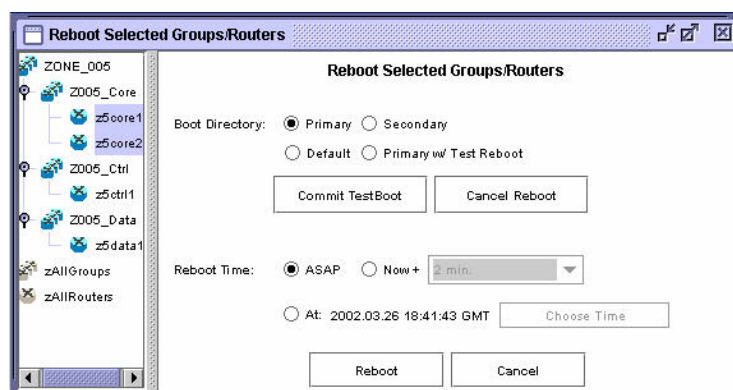 Reboot Selected Groups/Routers
ZONE_005
Z005_Core
z5core1
z5core2
Z005_Ctrl
z5ctrl1
Z005_Data
z5data1
zAllGroups
zAllRouters
Reboot Selected Groups/Routers
Boot Directory: Primary Secondary
Default Primary w/ Test Reboot
Commit TestBoot Cancel Reboot
Reboot Time: ASAP Now + 2 min.
At: 2002.03.26 18:41:43 GMT Choose Time
Reboot Cancel